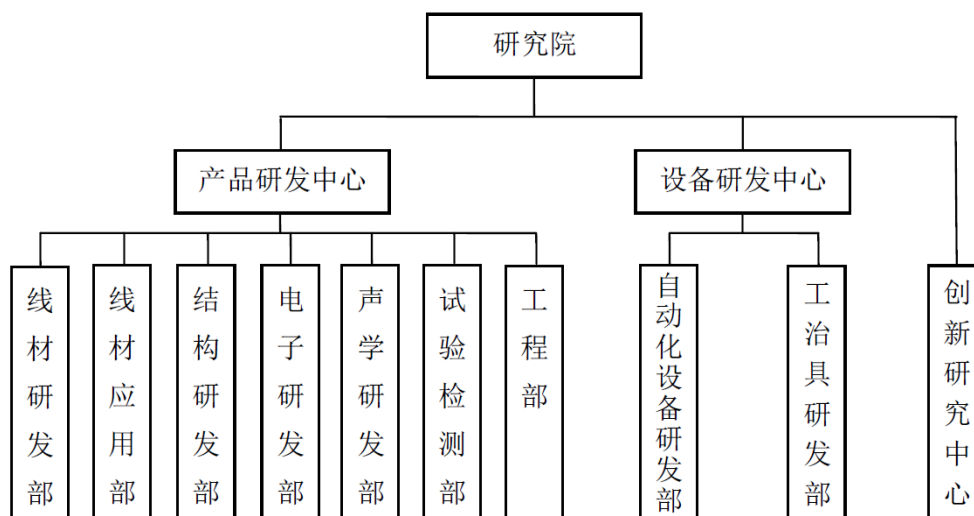 研究院
产品研发中心
设备研发中心
线材研发部
线材应用部
结构研发部
电子研发部
声学研发部
试验检测部
工程部
自动化设备研发部
工治具研发部
创新研究中心